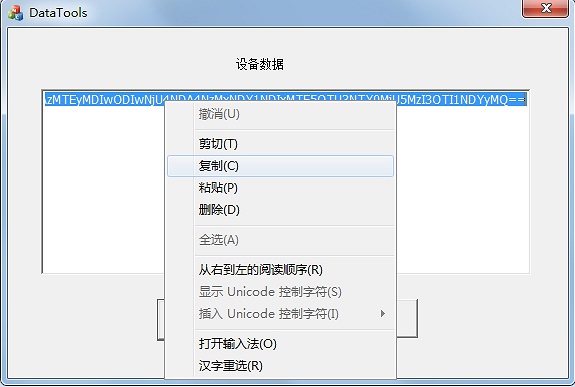 DataTools
设备数据
撤消(U)
剪切(T)
复制(C)
粘贴(P)
删除(D)
全选(A)
从右到左的阅读顺序(R)
显示 Unicode 控制字符(S)
插入 Unicode 控制字符(I)
打开输入法(O)
汉字重选(R)